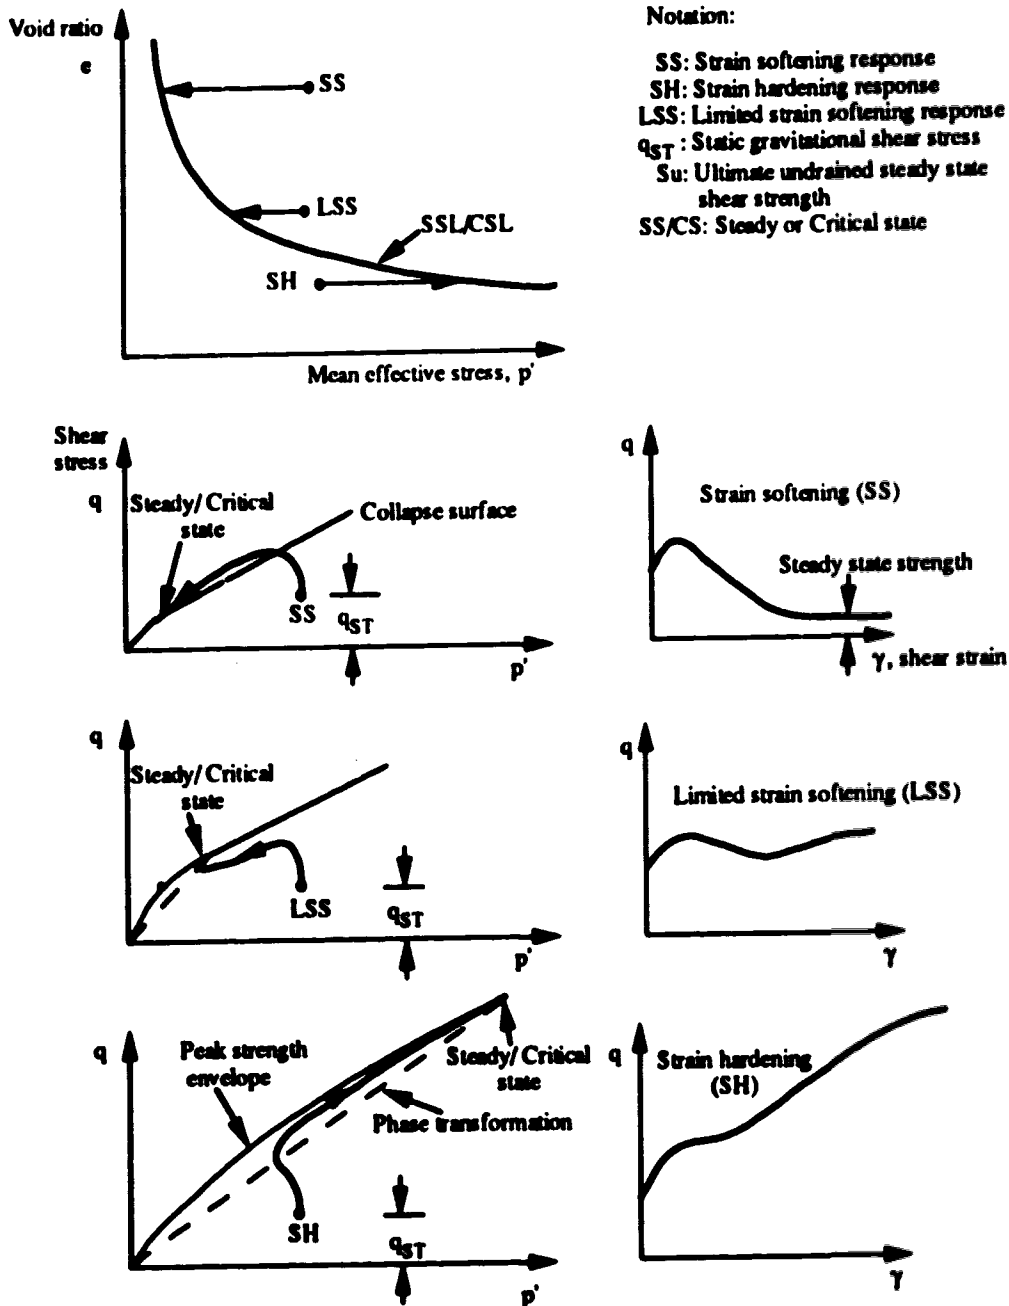 Void ratio
e
SS
LSS
SSL/CSL
SH
Mean effective stress, p'
Notation:
SS: Strain softening response
SH: Strain hardening response
LSS: Limited strain softening response
qST : Static gravitational shear stress
Su: Ultimate undrained steady state
shear strength
SS/CS: Steady or Critical state
Shear
stress
q
Steady/ Critical
state
Collapse surface
SS
qST
p'
q
Strain softening (SS)
Steady state strength
γ, shear strain
q
Steady/ Critical
state
LSS
qST
p'
q
Limited strain softening (LSS)
γ
q
Peak strength
envelope
Steady/ Critical
state
Phase transformation
SH
qST
p'
q
Strain hardening
(SH)
γ